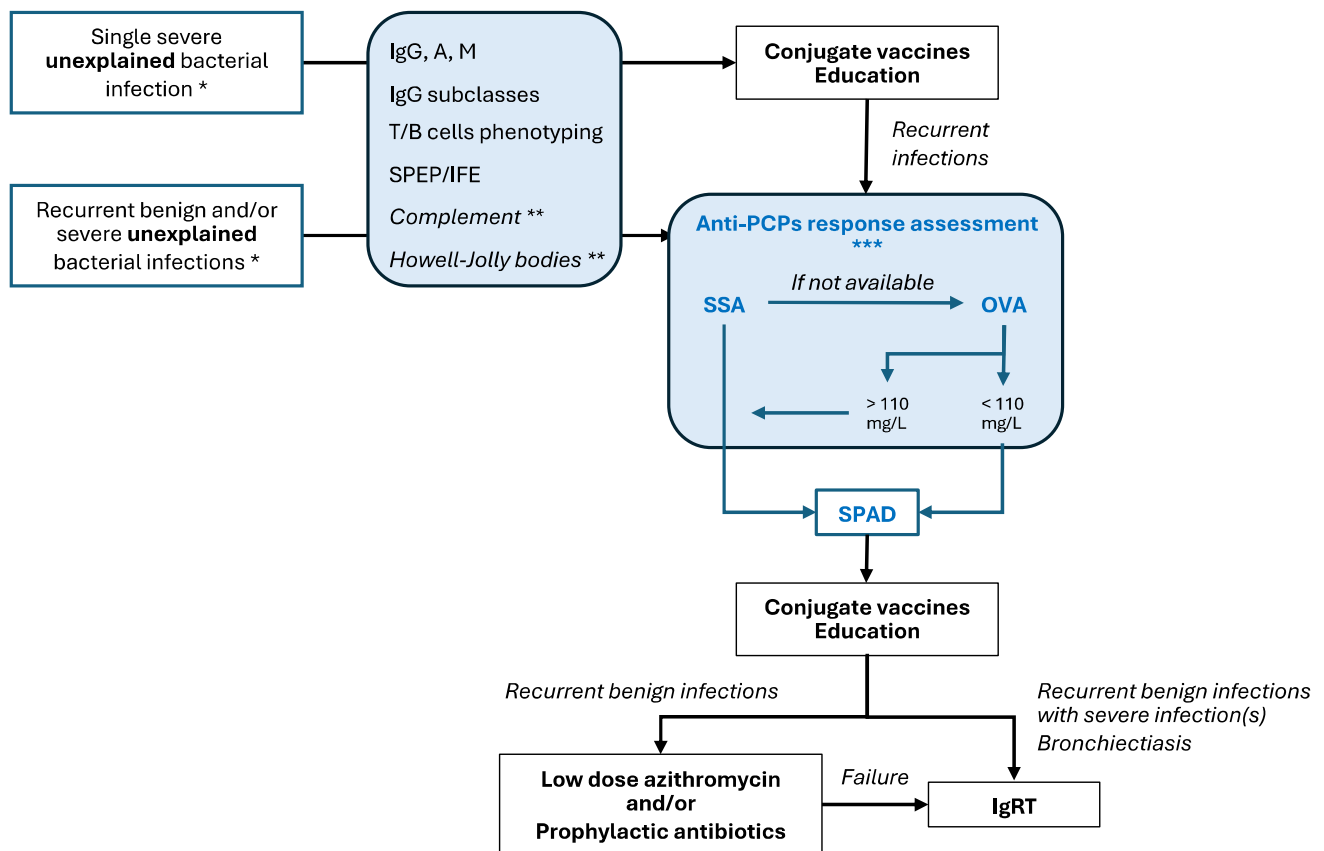 Single severe
unexplained bacterial
infection *
Recurrent benign and/or
severe unexplained
bacterial infections *
IgG, A, M
IgG subclasses
T/B cells phenotyping
SPEP/IFE
Complement **
Howell-Jolly bodies **
Conjugate vaccines
Education
Recurrent
infections
Anti-PCPs response assessment
***
If not available
SSA
OVA
> 110
mg/L
< 110
mg/L
SPAD
Conjugate vaccines
Education
Recurrent benign infections
Recurrent benign infections
with severe infection(s)
Bronchiectiasis
Low dose azithromycin
and/or
Prophylactic antibiotics
Failure
IgRT